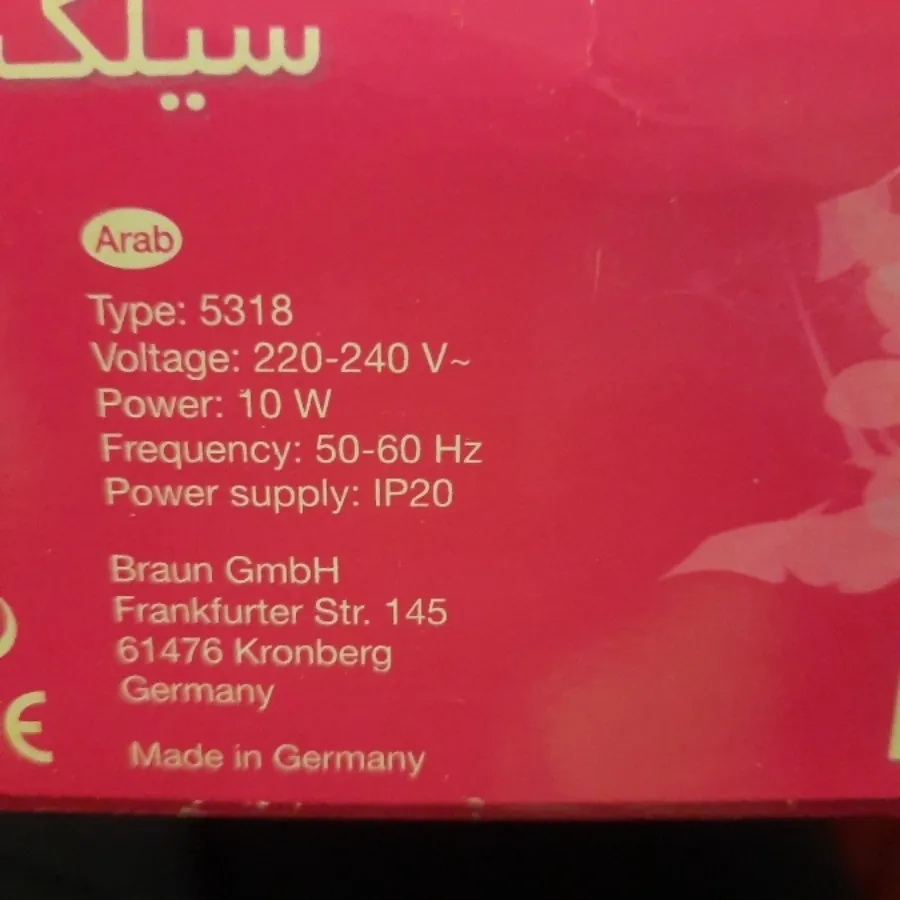 سيلك
Arab
Type: 5318
Voltage: 220-240 V~
Power: 10 W
Frequency: 50-60 Hz
Power supply: IP20
Braun GmbH
Frankfurter Str. 145
61476 Kronberg
Germany
CE
Made in Germany